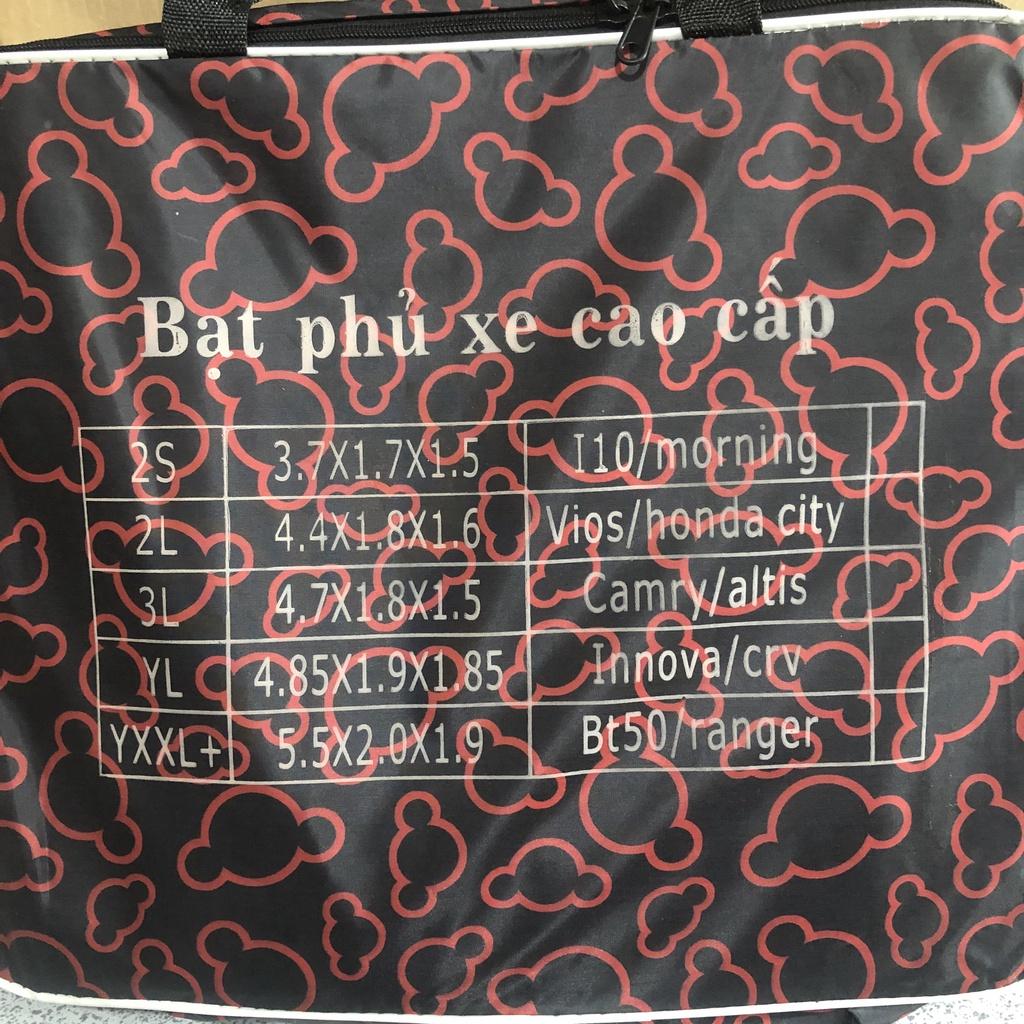 Bạt phủ xe cao cấp
2S 3.7X1.7X1.5 I10/morning
2L 4.4X1.8X1.6 Vios/honda city
3L 4.7X1.8X1.5 Camry/altis
YL 4.85X1.9X1.85 Innova/crv
YXXL+ 5.5X2.0X1.9 Bt50/ranger